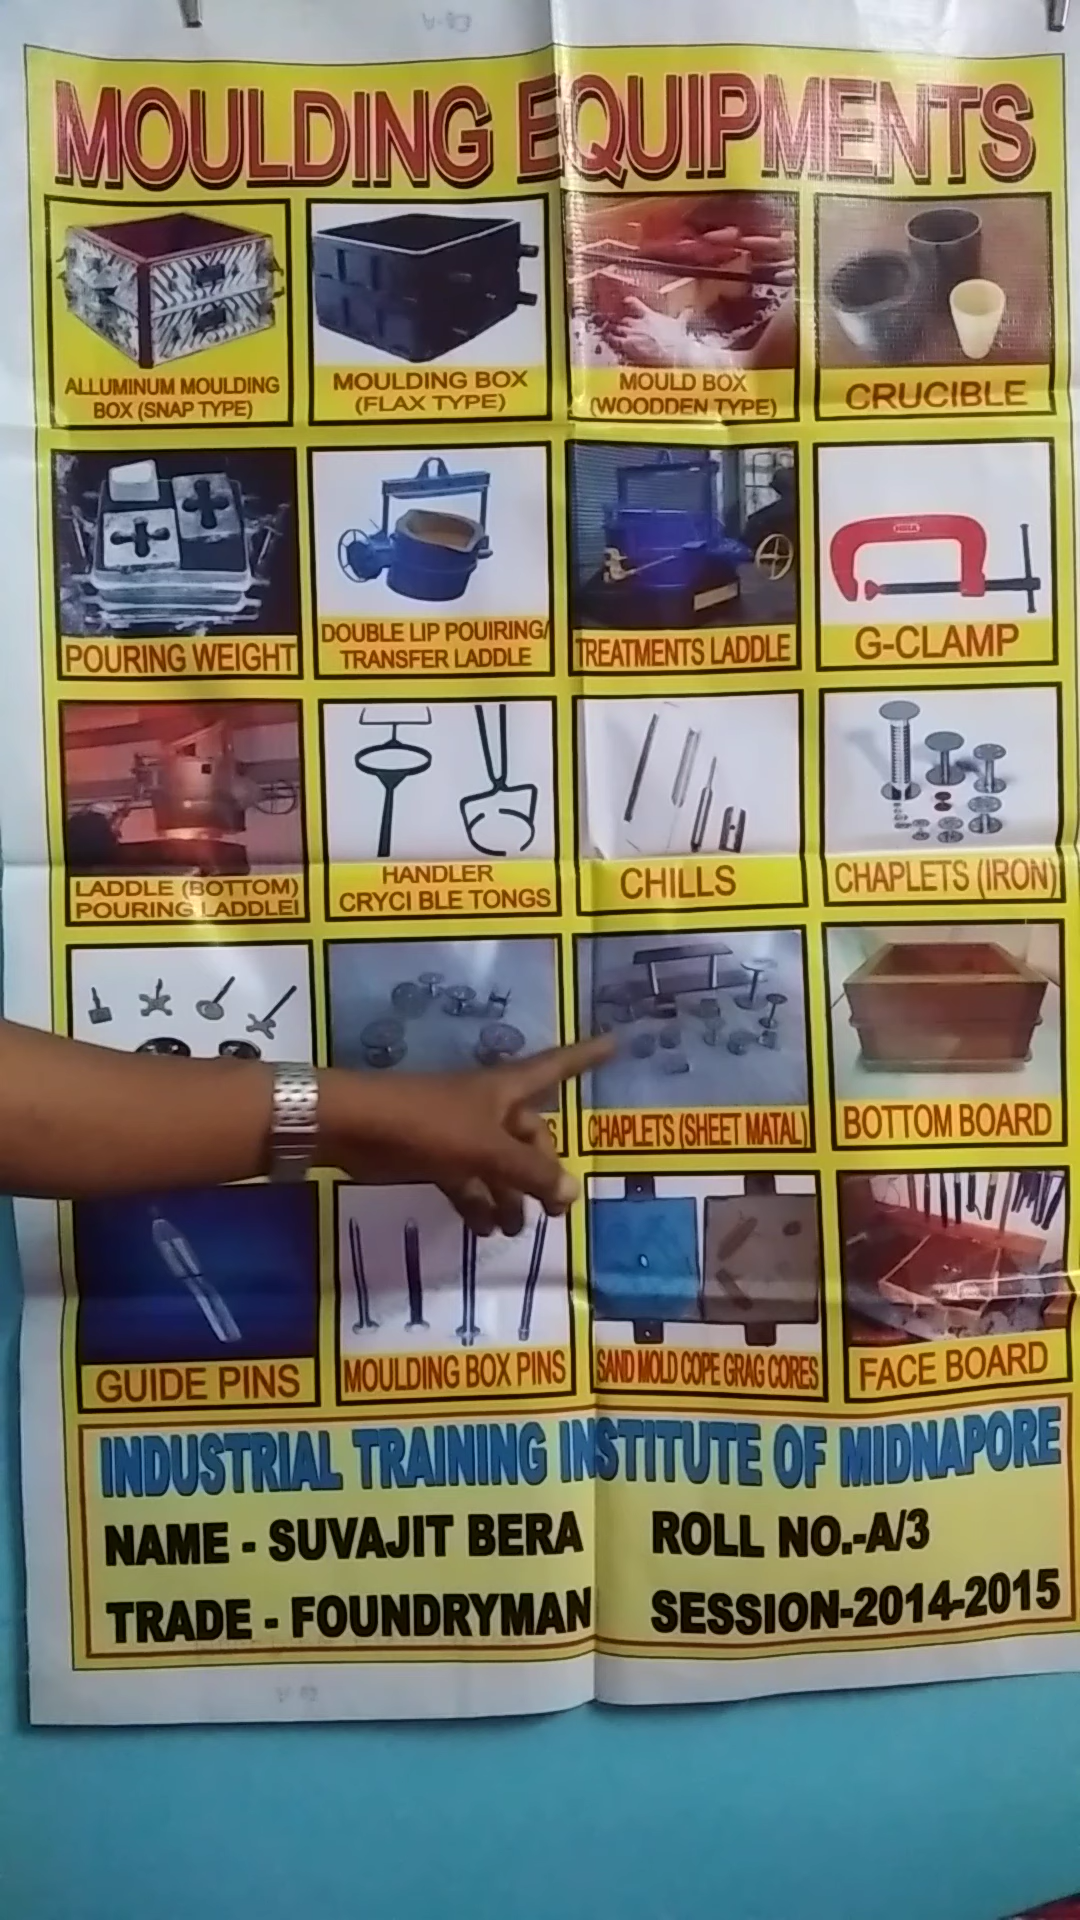 MOULDING EQUIPMENTS
ALLUMINUM MOULDING
BOX (SNAP TYPE)
MOULDING BOX
(FLAX TYPE)
MOULD BOX
(WOODDEN TYPE)
CRUCIBLE
POURING WEIGHT
DOUBLE LIP POUIRING/
TRANSFER LADDLE
TREATMENTS LADDLE
G-CLAMP
LADDLE (BOTTOM)
POURING LADDLEI
HANDLER
CRYCI BLE TONGS
CHILLS
CHAPLETS (IRON)
CHAPLETS (SHEET MATAL)
BOTTOM BOARD
GUIDE PINS
MOULDING BOX PINS
SAND MOLD COPE GRAG CORES
FACE BOARD
INDUSTRIAL TRAINING INSTITUTE OF MIDNAPORE
NAME - SUVAJIT BERA ROLL NO.-A/3
TRADE - FOUNDRYMAN SESSION-2014-2015